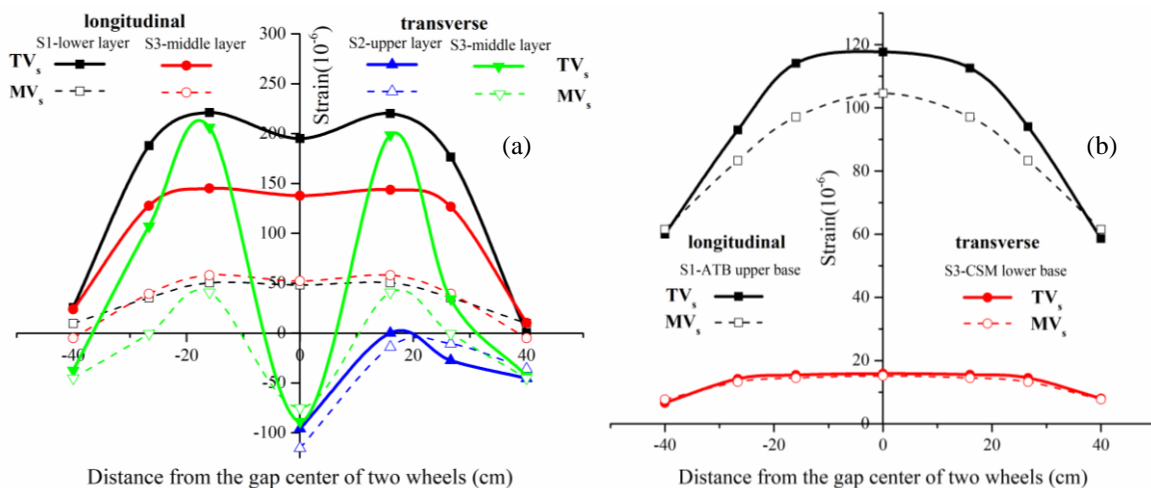 longitudinal
transverse
S1-lower layer S3-middle layer
S2-upper layer S3-middle layer
TVs
TVs
MVs
MVs
Strain(10-6)
300
250
200
150
100
50
0
-50
-100
-40
-20
0
20
40
(a)
Distance from the gap center of two wheels (cm)
(b)
Strain(10-6)
120
100
80
60
40
20
0
longitudinal
transverse
S1-ATB upper base
S3-CSM lower base
TVs
TVs
MVs
MVs
-40
-20
0
20
40
Distance from the gap center of two wheels (cm)